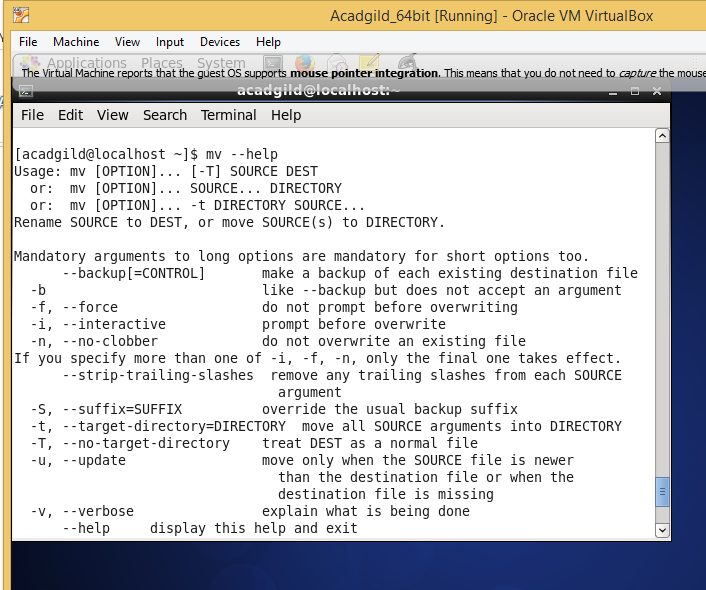 Acadgild_64bit [Running] - Oracle VM VirtualBox
File Machine View Input Devices Help
Applications Places System
The Virtual Machine reports that the guest OS supports mouse pointer integration. This means that you do not need to capture the mouse
acadgild@localhost:~
File Edit View Search Terminal Help
[acadgild@localhost ~]$ mv --help
Usage: mv [OPTION]... [-T] SOURCE DEST
or: mv [OPTION]... SOURCE... DIRECTORY
or: mv [OPTION]... -t DIRECTORY SOURCE...
Rename SOURCE to DEST, or move SOURCE(s) to DIRECTORY.
Mandatory arguments to long options are mandatory for short options too.
--backup[=CONTROL] make a backup of each existing destination file
-b like --backup but does not accept an argument
-f, --force do not prompt before overwriting
-i, --interactive prompt before overwrite
-n, --no-clobber do not overwrite an existing file
If you specify more than one of -i, -f, -n, only the final one takes effect.
--strip-trailing-slashes remove any trailing slashes from each SOURCE
argument
-S, --suffix=SUFFIX override the usual backup suffix
-t, --target-directory=DIRECTORY move all SOURCE arguments into DIRECTORY
-T, --no-target-directory treat DEST as a normal file
-u, --update move only when the SOURCE file is newer
than the destination file or when the
destination file is missing
-v, --verbose explain what is being done
--help display this help and exit